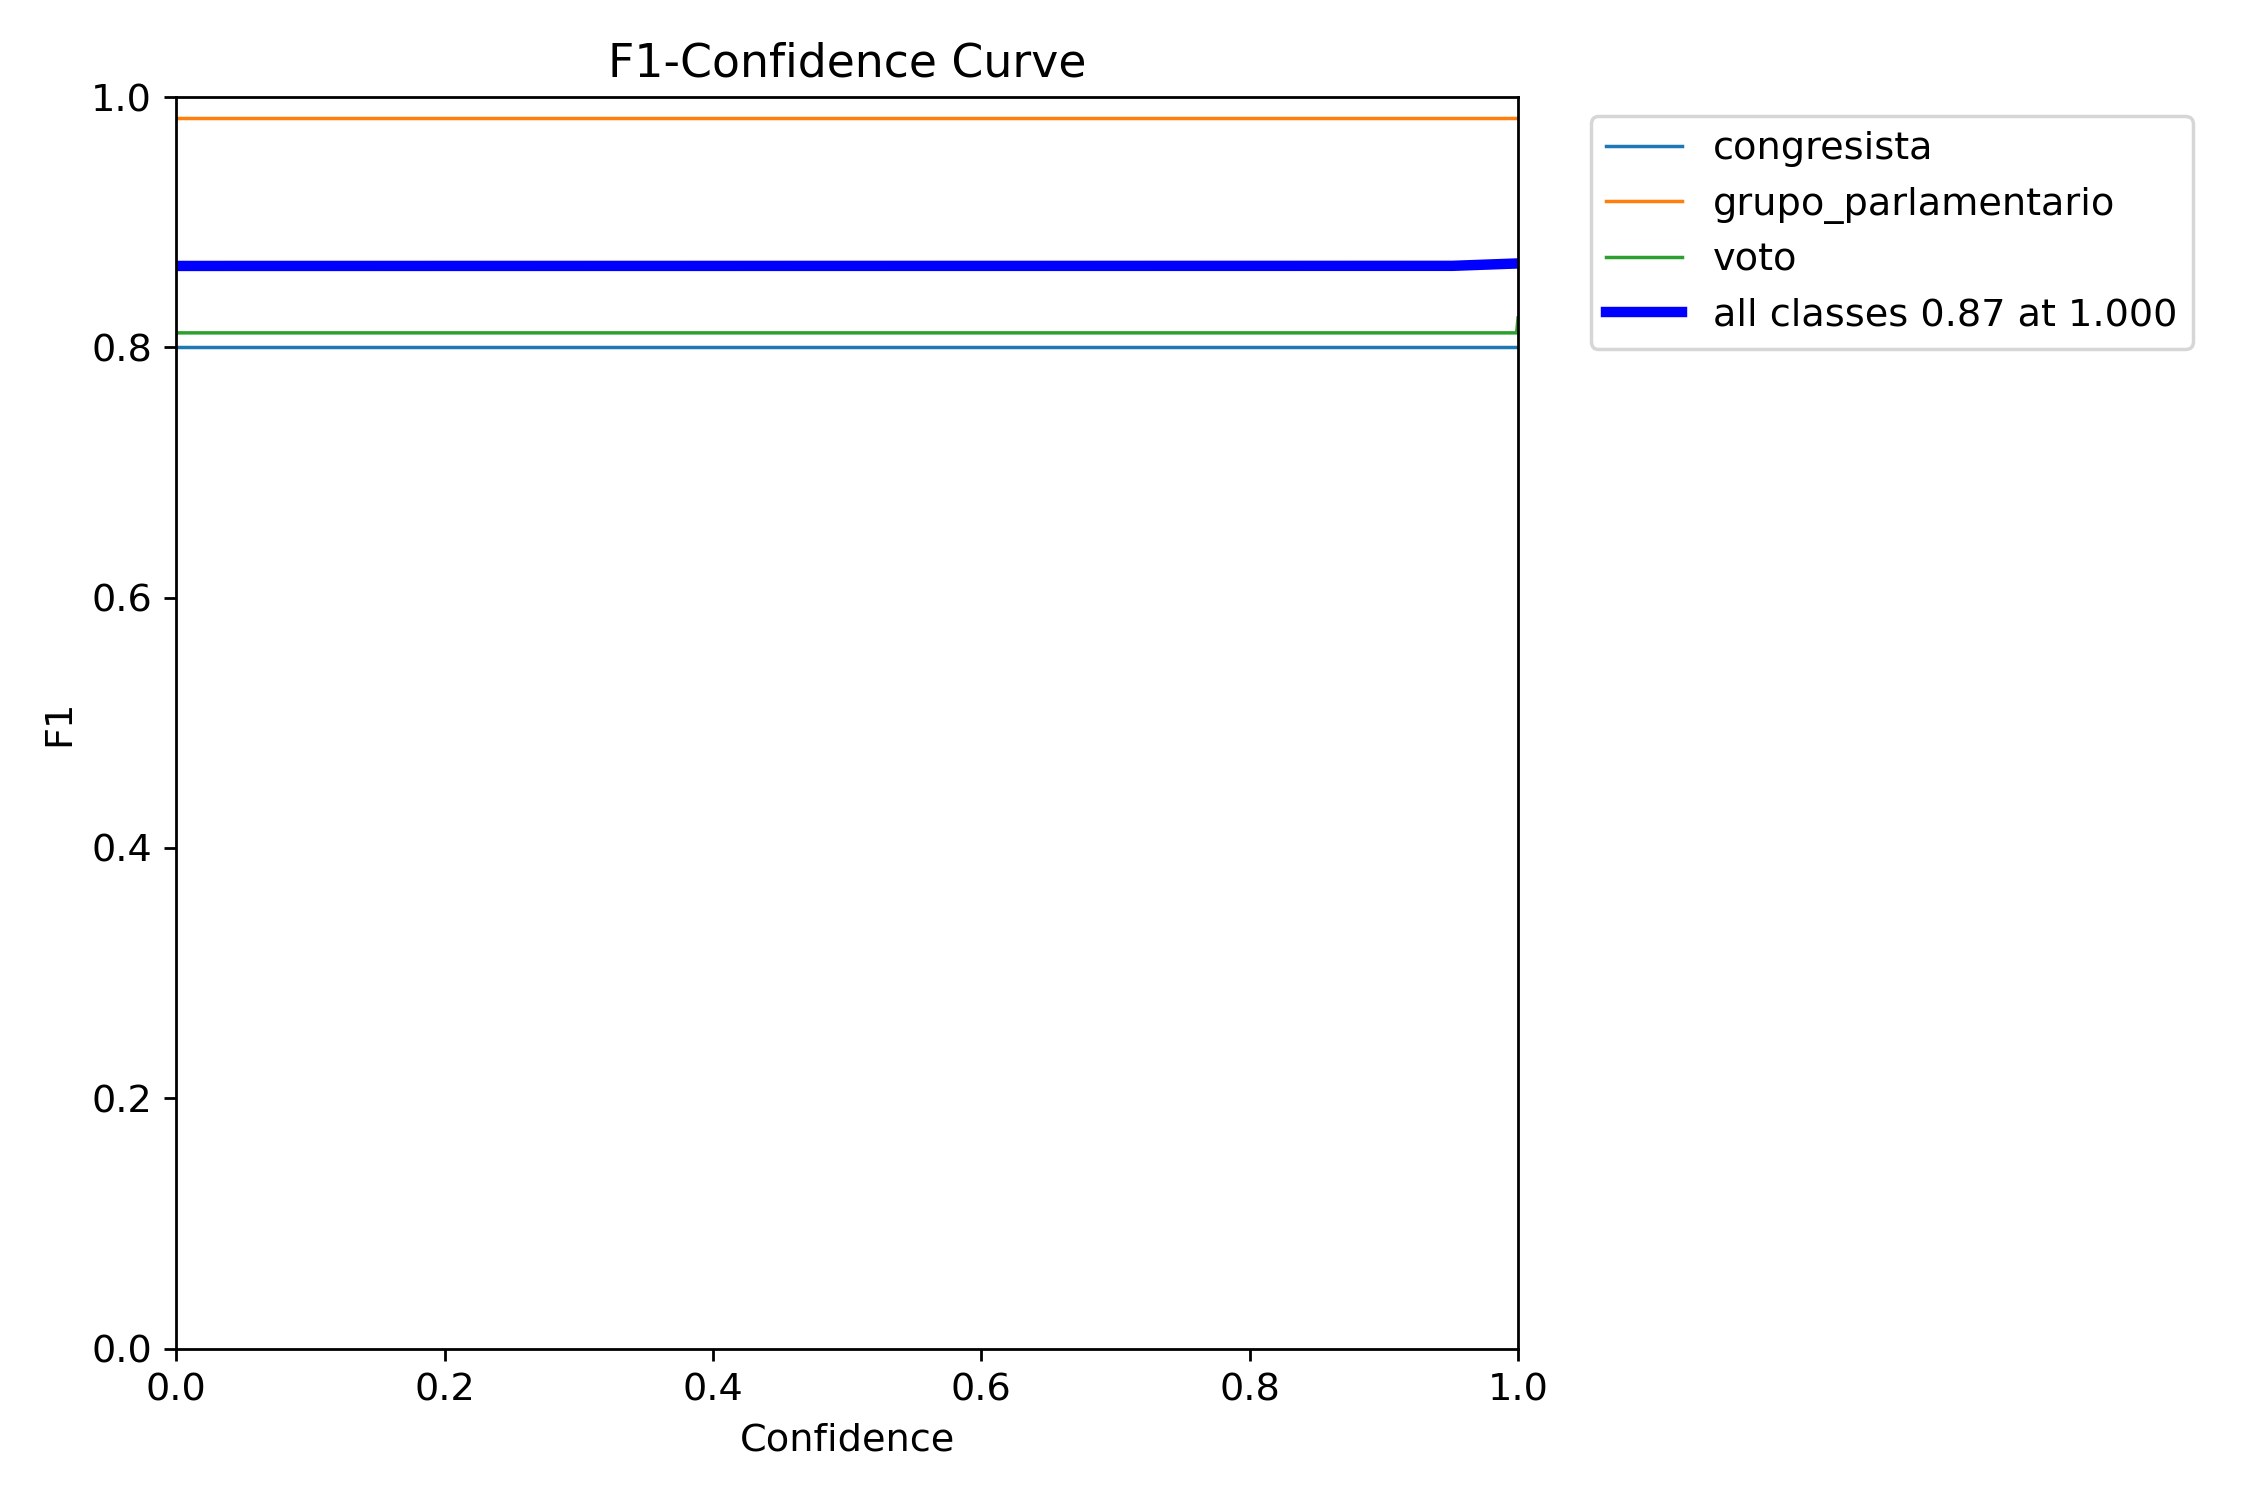 F1-Confidence Curve
1.0
0.8
0.6
0.4
0.2
0.0
F1
0.0 0.2 0.4 0.6 0.8 1.0
Confidence
congresista
grupo_parlamentario
voto
all classes 0.87 at 1.000